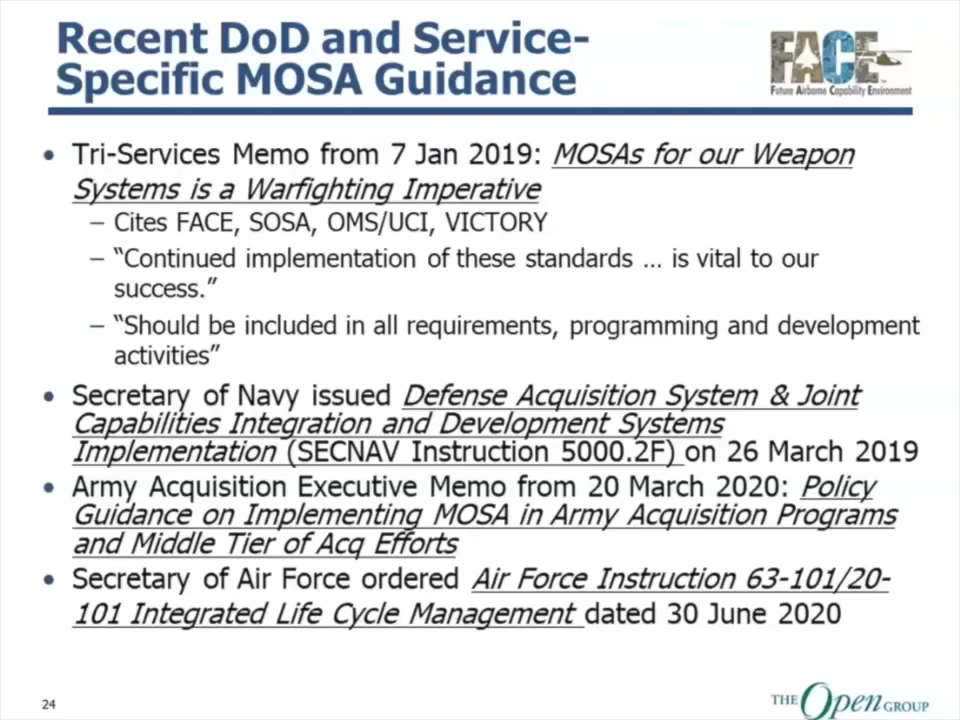 Recent DoD and Service-
Specific MOSA Guidance
FACE™
Future Airborne Capability Environment
• Tri-Services Memo from 7 Jan 2019: MOSAs for our Weapon
Systems is a Warfighting Imperative
– Cites FACE, SOSA, OMS/UCI, VICTORY
– “Continued implementation of these standards … is vital to our
success.”
– “Should be included in all requirements, programming and development
activities”
• Secretary of Navy issued Defense Acquisition System & Joint
Capabilities Integration and Development Systems
Implementation (SECNAV Instruction 5000.2F) on 26 March 2019
• Army Acquisition Executive Memo from 20 March 2020: Policy
Guidance on Implementing MOSA in Army Acquisition Programs
and Middle Tier of Acq Efforts
• Secretary of Air Force ordered Air Force Instruction 63-101/20-
101 Integrated Life Cycle Management dated 30 June 2020
24
THE Open GROUP